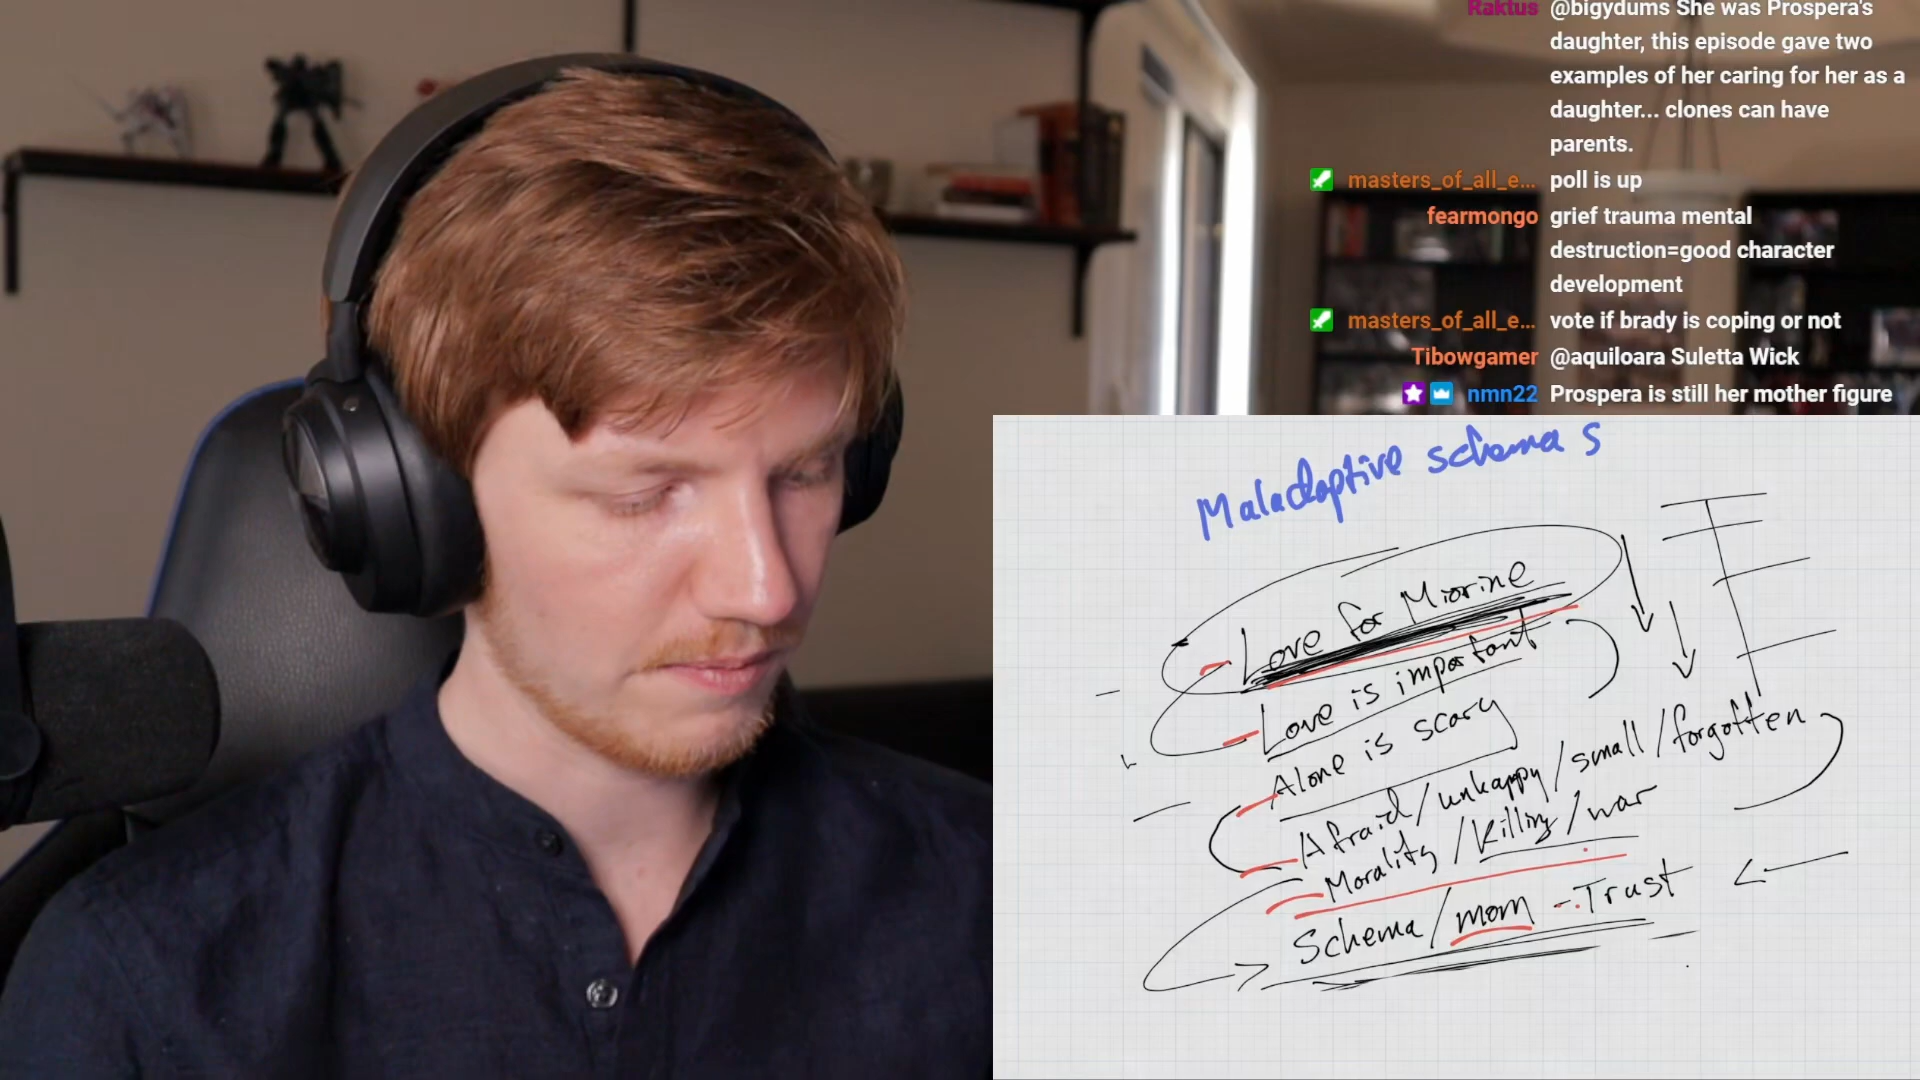 Raktus @bigydums She was Prospera's
daughter, this episode gave two
examples of her caring for her as a
daughter... clones can have
parents.
masters_of_all_e... poll is up
fearmongo grief trauma mental
destruction=good character
development
masters_of_all_e... vote if brady is coping or not
Tibowgamer @aquiloara Suletta Wick
nmn22 Prospera is still her mother figure
Maladaptive schema s
Love for Miorine
Love is important
Alone is scary
Afraid/unhappy/small/forgotten
Morality/killing/war
Schema/mom - Trust